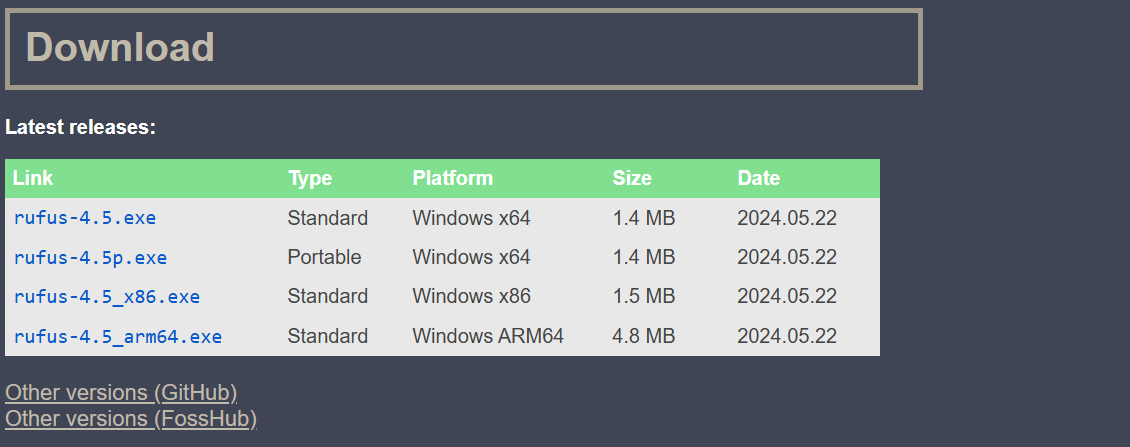 Download
Latest releases:
Link Type Platform Size Date
rufus-4.5.exe Standard Windows x64 1.4 MB 2024.05.22
rufus-4.5p.exe Portable Windows x64 1.4 MB 2024.05.22
rufus-4.5_x86.exe Standard Windows x86 1.5 MB 2024.05.22
rufus-4.5_arm64.exe Standard Windows ARM64 4.8 MB 2024.05.22
Other versions (GitHub)
Other versions (FossHub)